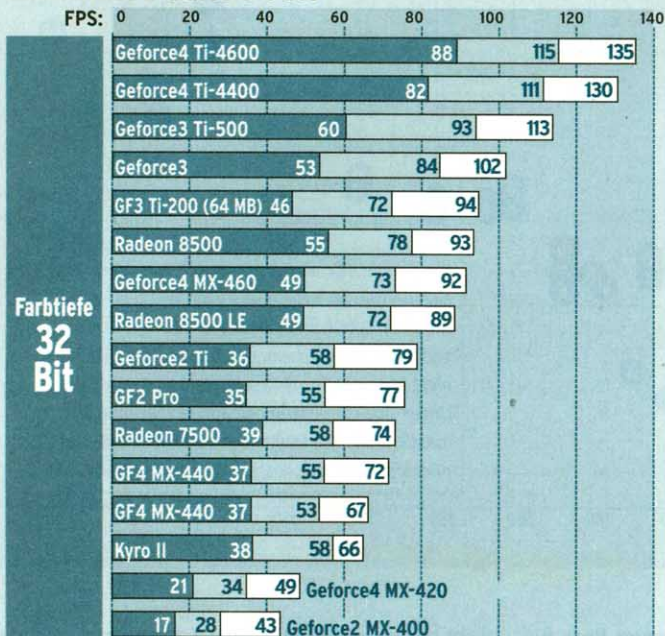 FPS: 0 20 40 60 80 100 120 140
Farbtiefe
32
Bit
Geforce4 Ti-4600 88 115 135
Geforce4 Ti-4400 82 111 130
Geforce3 Ti-500 60 93 113
Geforce3 53 84 102
GF3 Ti-200 (64 MB) 46 72 94
Radeon 8500 55 78 93
Geforce4 MX-460 49 73 92
Radeon 8500 LE 49 72 89
Geforce2 Ti 36 58 79
GF2 Pro 35 55 77
Radeon 7500 39 58 74
GF4 MX-440 37 55 72
GF4 MX-440 37 53 67
Kyro II 38 58 66
21 34 49 Geforce4 MX-420
17 28 43 Geforce2 MX-400